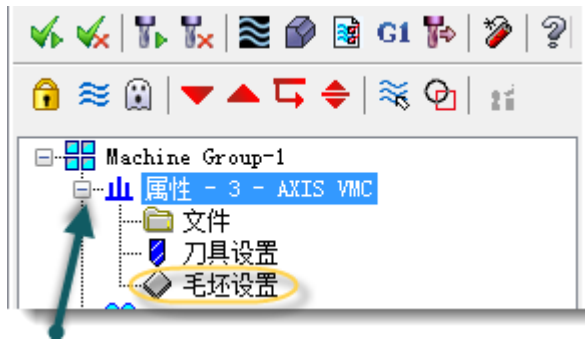 G1
Machine Group-1
属性 - 3 - AXIS VMC
文件
刀具设置
毛坯设置